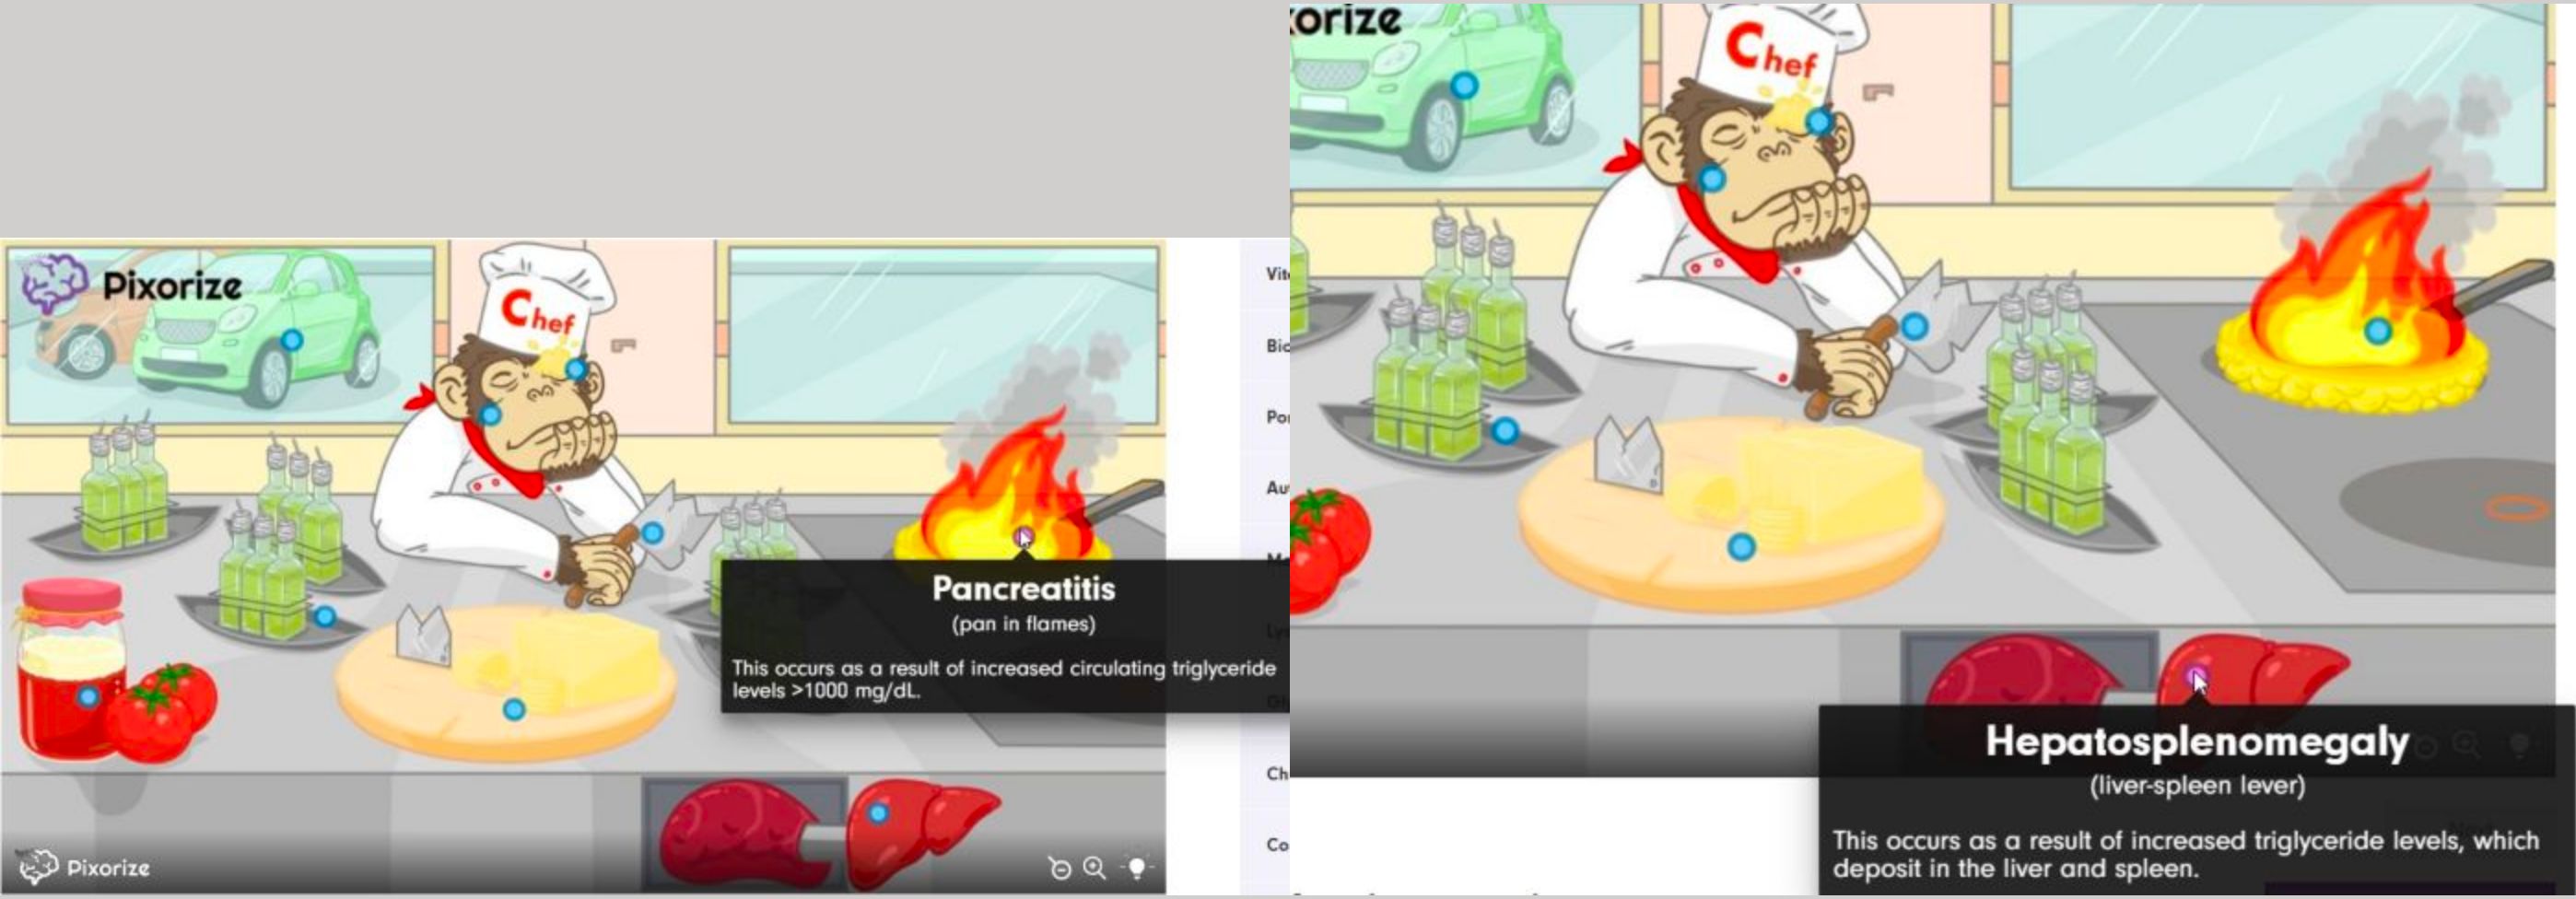 Pixorize
Chef
Pancreatitis
(pan in flames)
This occurs as a result of increased circulating triglyceride
levels >1000 mg/dL.
Pixorize
Vit
Bio
Por
Au
Ch
Co
orize
Chef
Hepatosplenomegaly
(liver-spleen lever)
This occurs as a result of increased triglyceride levels, which
deposit in the liver and spleen.